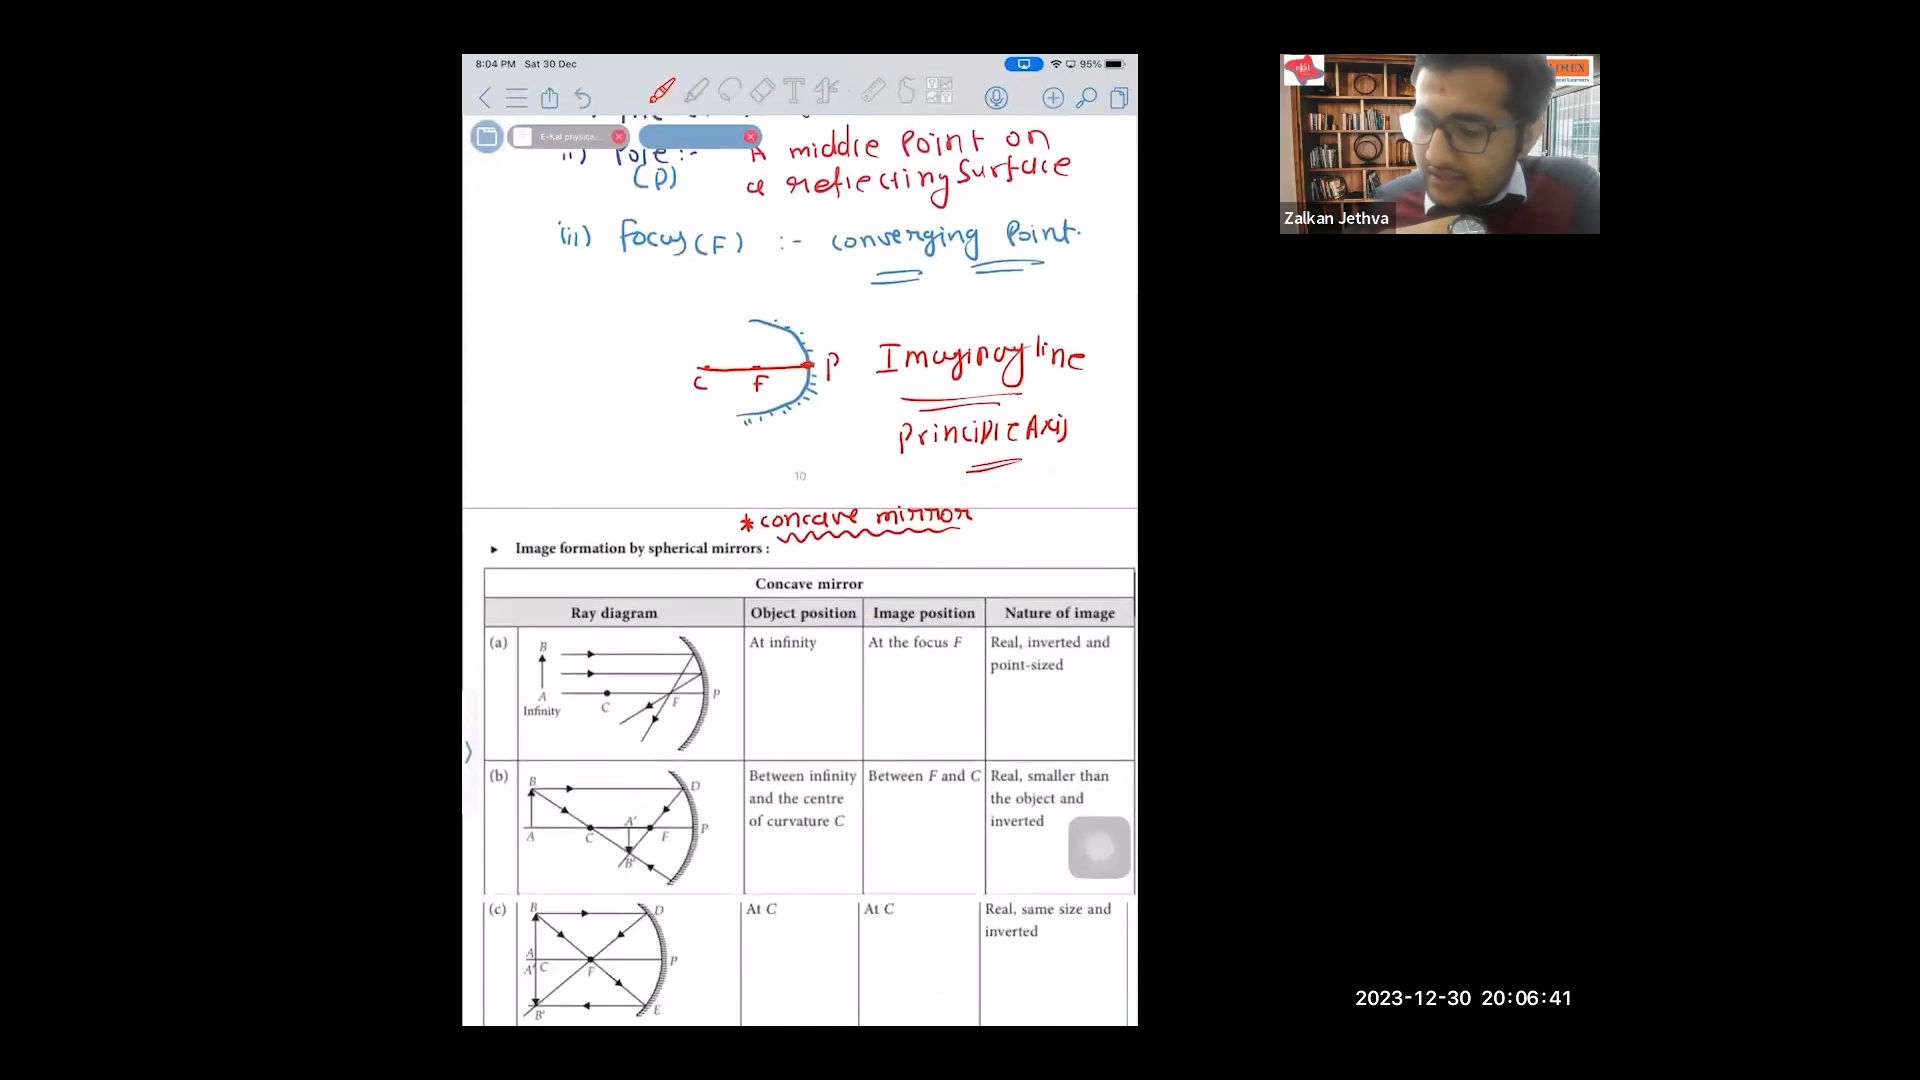 8:04 PM Sat 30 Dec
95%
E-Kal physics...
ii) Pole :- A middle Point on
(P) a reflecting surface
(iii) Focus (F) :- Converging Point.
C F P
Imaginary line
Principle Axis
10
* concave mirror
► Image formation by spherical mirrors :
Concave mirror
Ray diagram Object position Image position Nature of image
(a) At infinity At the focus F Real, inverted and
point-sized
B
A
Infinity C F P
(b) Between infinity Between F and C Real, smaller than
and the centre the object and
of curvature C inverted
B D
A C A' F P
B'
(c) At C At C Real, same size and
inverted
B D
A
A' C F P
B' E
Zalkan Jethva
2023-12-30 20:06:41